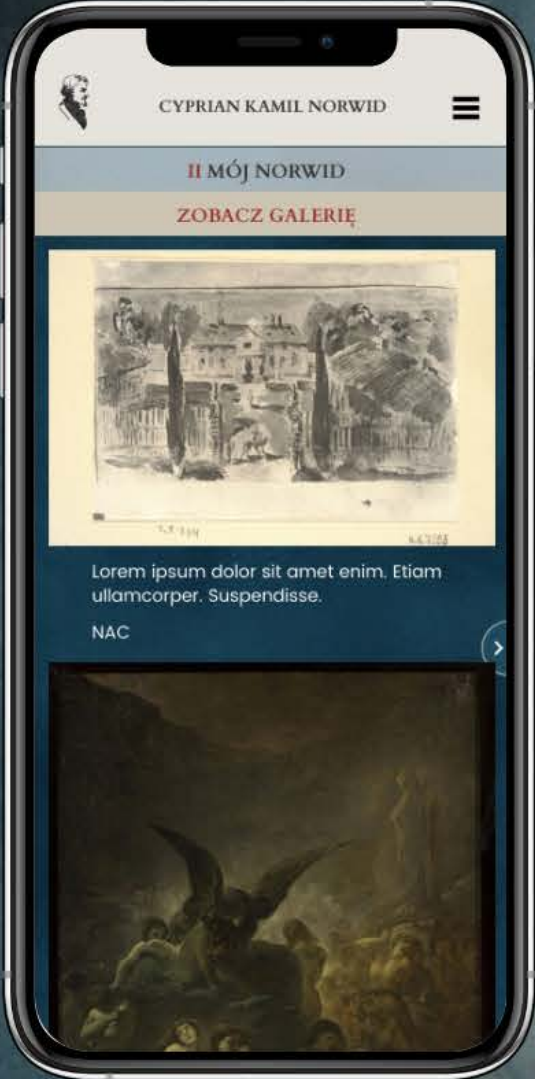 CYPRIAN KAMIL NORWID
II MÓJ NORWID
ZOBACZ GALERIĘ
Lorem ipsum dolor sit amet enim. Etiam
ullamcorper. Suspendisse.
NAC